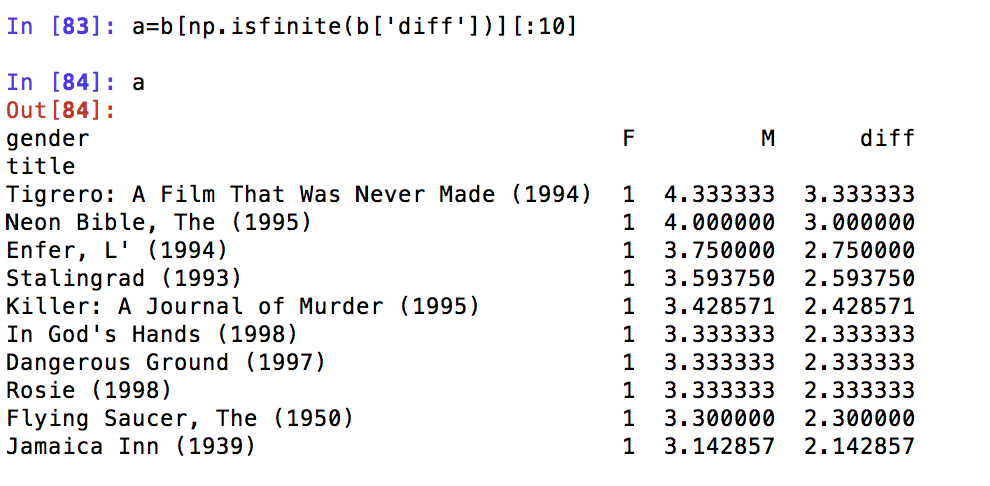 In [83]: a=b[np.isfinite(b['diff'])][:10]
In [84]: a
Out[84]:
gender F M diff
title
Tigrero: A Film That Was Never Made (1994) 1 4.333333 3.333333
Neon Bible, The (1995) 1 4.000000 3.000000
Enfer, L' (1994) 1 3.750000 2.750000
Stalingrad (1993) 1 3.593750 2.593750
Killer: A Journal of Murder (1995) 1 3.428571 2.428571
In God's Hands (1998) 1 3.333333 2.333333
Dangerous Ground (1997) 1 3.333333 2.333333
Rosie (1998) 1 3.333333 2.333333
Flying Saucer, The (1950) 1 3.300000 2.300000
Jamaica Inn (1939) 1 3.142857 2.142857